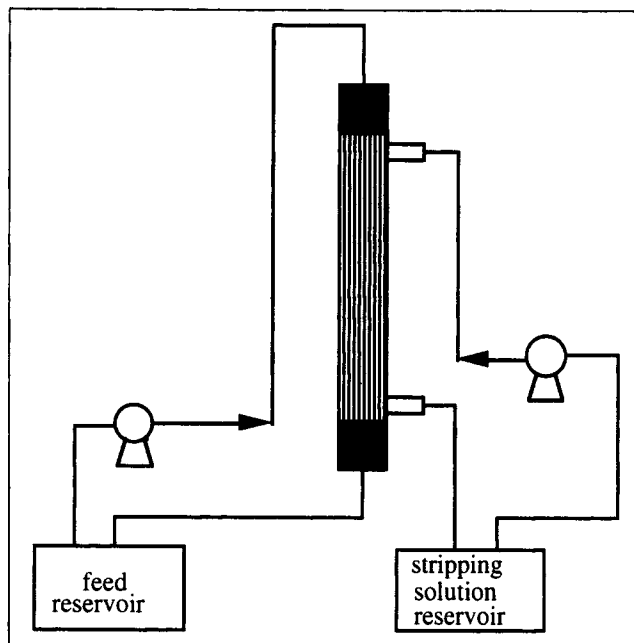 feed
reservoir
stripping
solution
reservoir